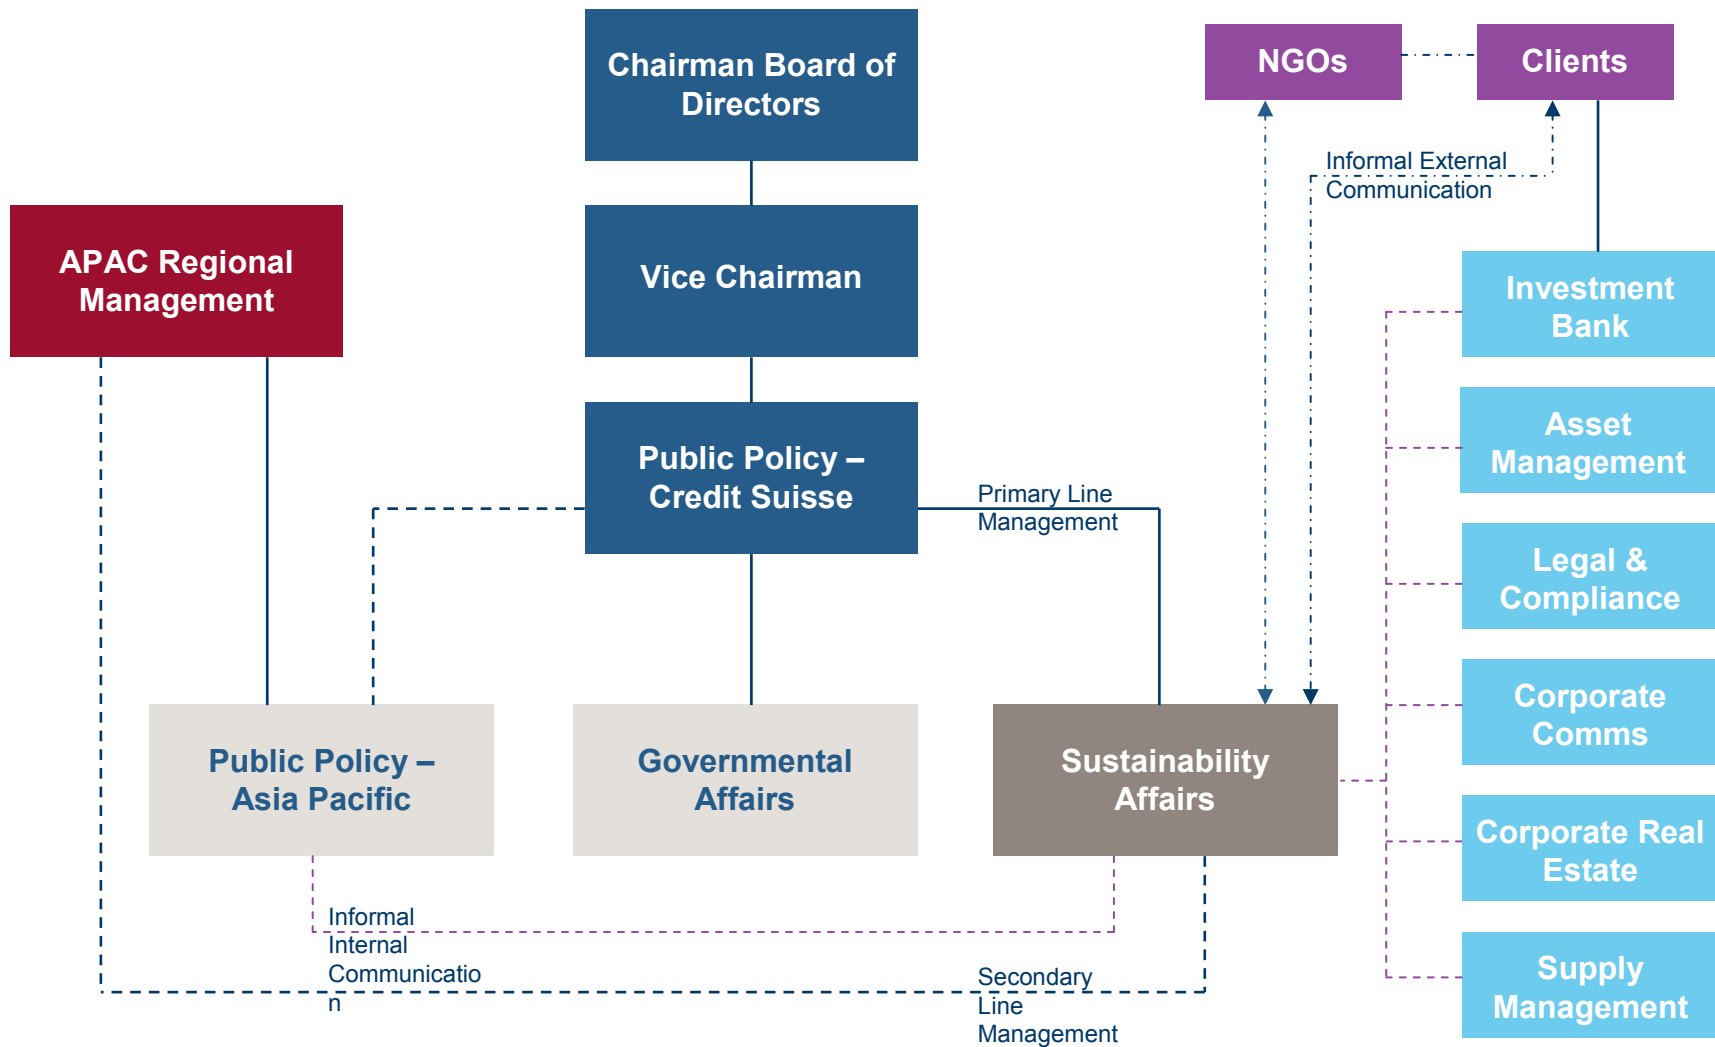 Chairman Board of
Directors
NGOs
Clients
Informal External
Communication
APAC Regional
Management
Vice Chairman
Investment
Bank
Public Policy –
Credit Suisse
Primary Line
Management
Asset
Management
Legal &
Compliance
Corporate
Comms
Public Policy –
Asia Pacific
Governmental
Affairs
Sustainability
Affairs
Corporate Real
Estate
Informal
Internal
Communicatio
n
Secondary
Line
Management
Supply
Management